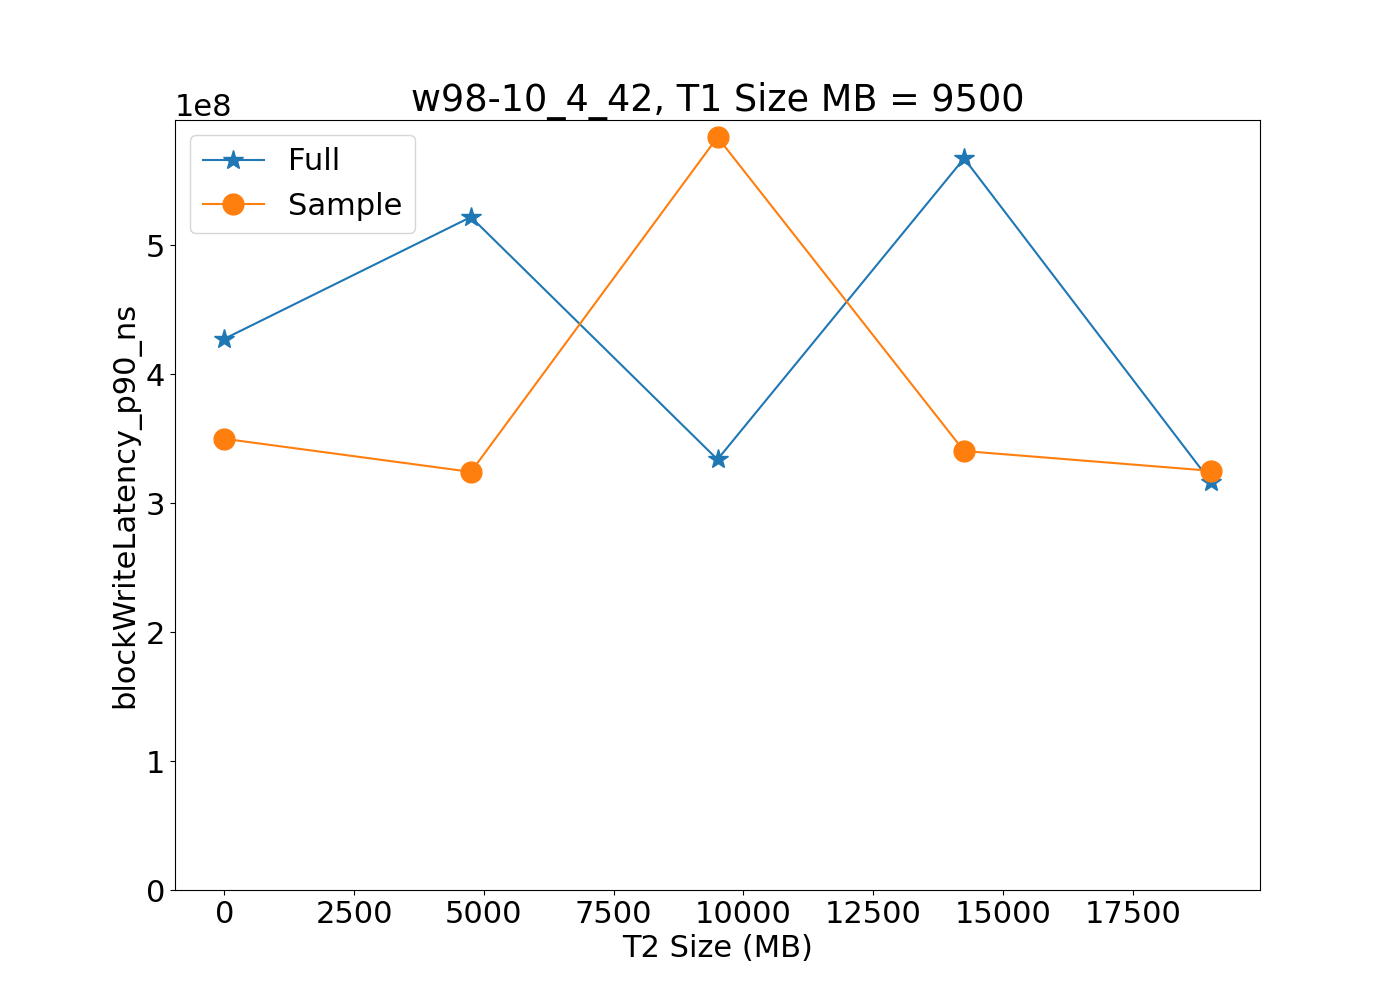 w98-10_4_42, T1 Size MB = 9500
1e8
Full
Sample
5
4
3
2
1
0
blockWriteLatency_p90_ns
0 2500 5000 7500 10000 12500 15000 17500
T2 Size (MB)